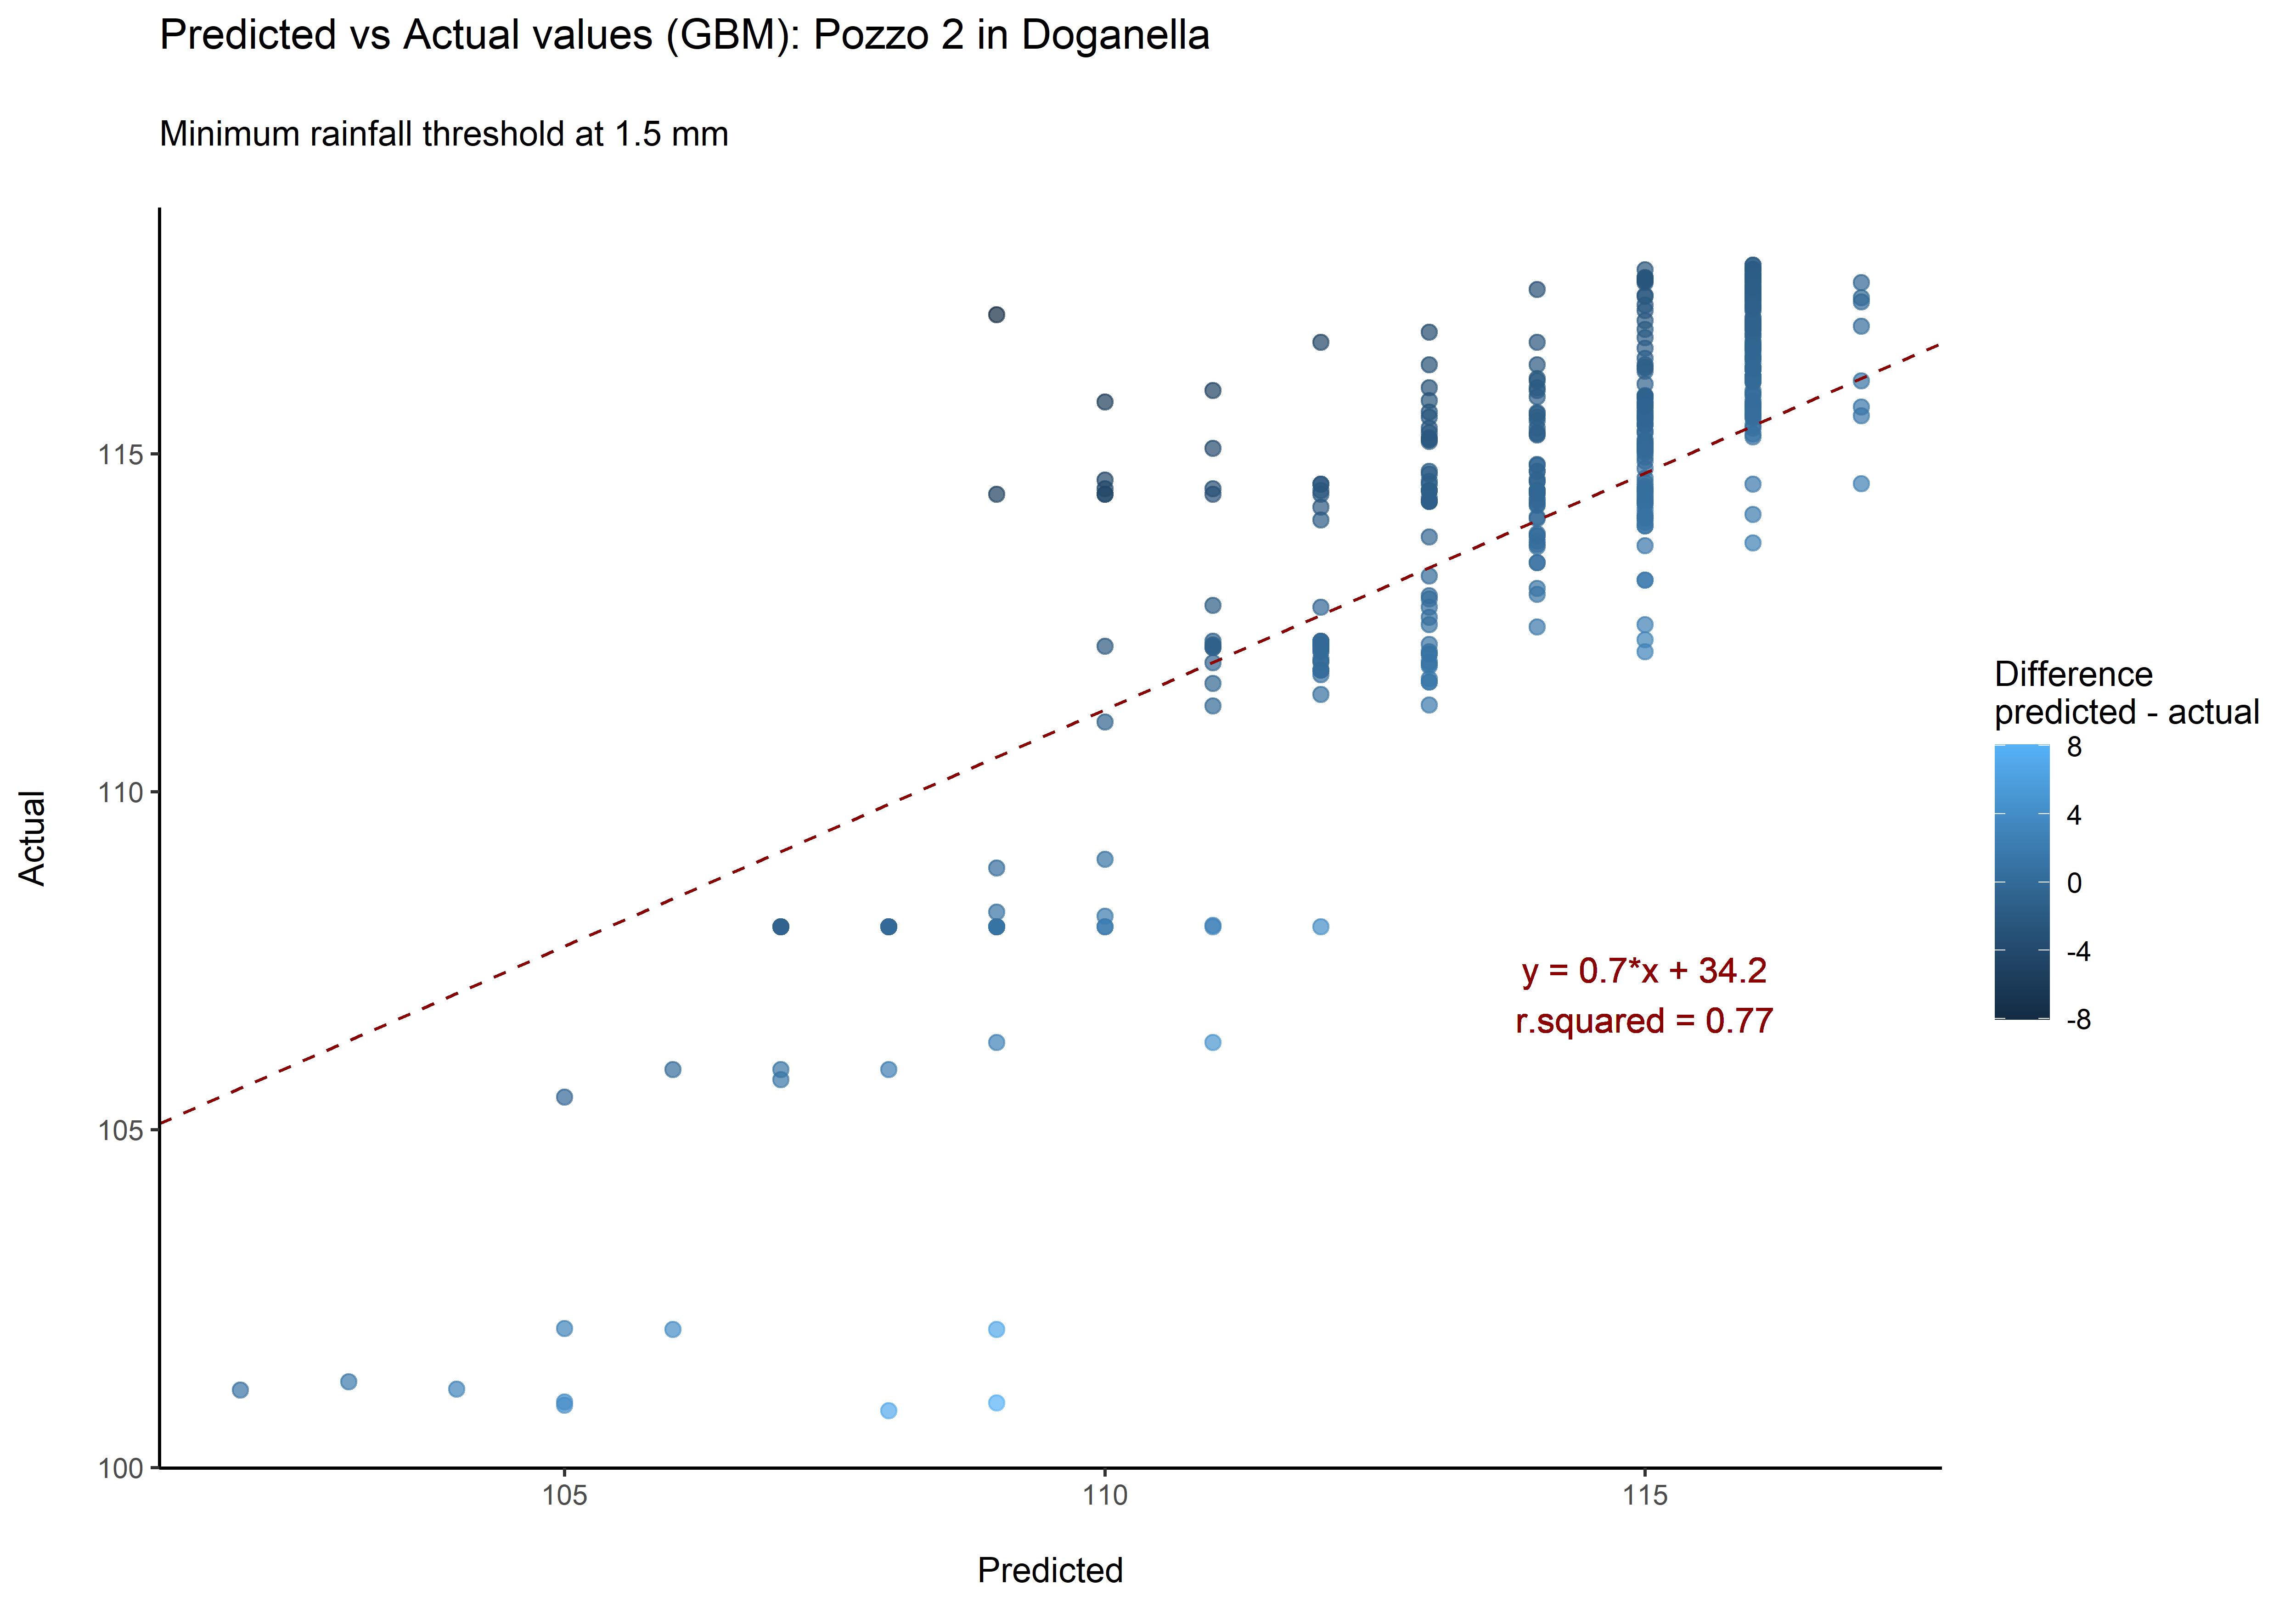 Predicted vs Actual values (GBM): Pozzo 2 in Doganella
Minimum rainfall threshold at 1.5 mm
115
110
105
100
Actual
y = 0.7*x + 34.2
r.squared = 0.77
105
110
115
Predicted
Difference
predicted - actual
8
4
0
-4
-8